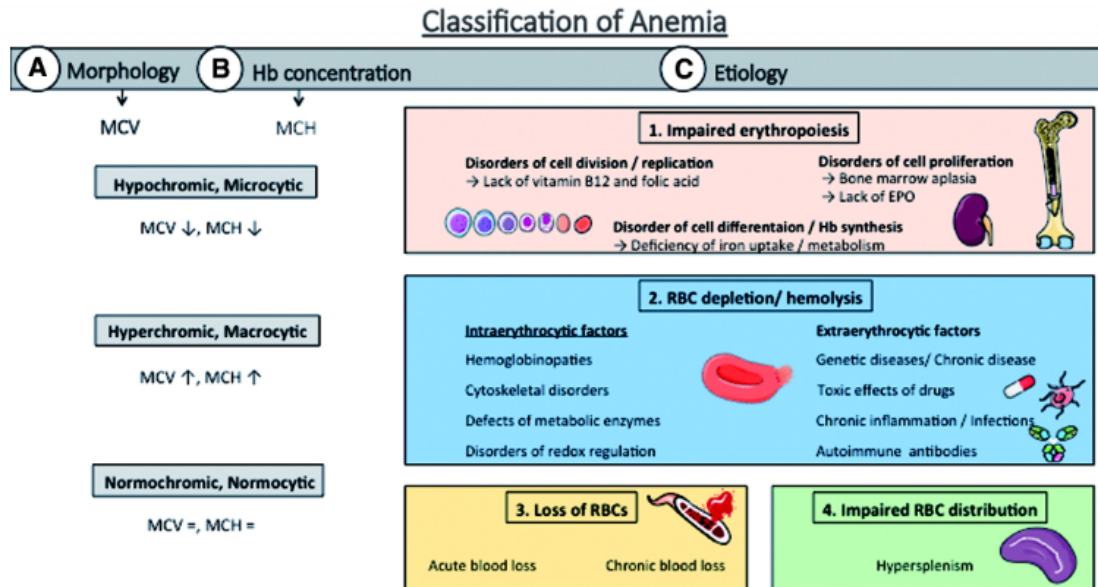 Classification of Anemia
A Morphology B Hb concentration C Etiology
MCV MCH
Hypochromic, Microcytic
MCV ↓, MCH ↓
Hyperchromic, Macrocytic
MCV ↑, MCH ↑
Normochromic, Normocytic
MCV =, MCH =
1. Impaired erythropoiesis
Disorders of cell division / replication
→ Lack of vitamin B12 and folic acid
Disorders of cell proliferation
→ Bone marrow aplasia
→ Lack of EPO
Disorder of cell differentaion / Hb synthesis
→ Deficiency of iron uptake / metabolism
2. RBC depletion/ hemolysis
Intraerythrocytic factors
Hemoglobinopaties
Cytoskeletal disorders
Defects of metabolic enzymes
Disorders of redox regulation
Extraerythrocytic factors
Genetic diseases/ Chronic disease
Toxic effects of drugs
Chronic inflammation / Infections
Autoimmune antibodies
3. Loss of RBCs
Acute blood loss Chronic blood loss
4. Impaired RBC distribution
Hypersplenism